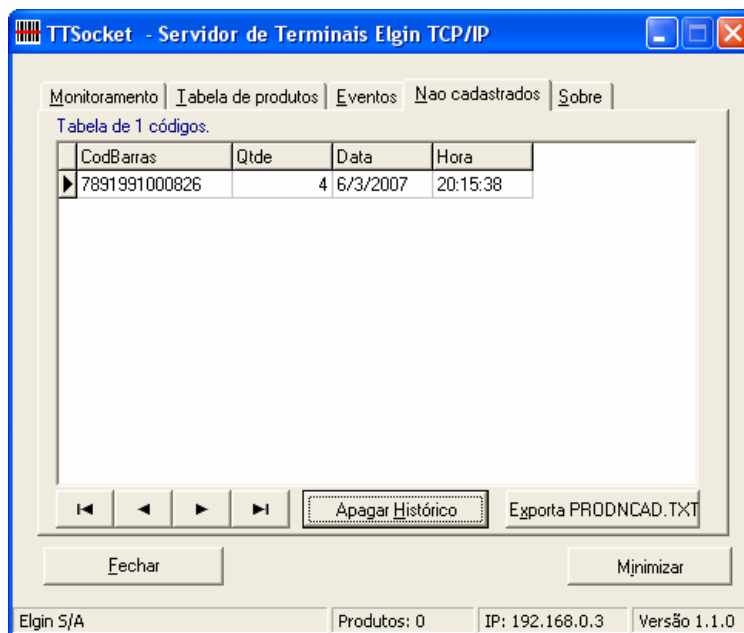 TTSocket - Servidor de Terminais Elgin TCP/IP
Monitoramento Tabela de produtos Eventos Nao cadastrados Sobre
Tabela de 1 códigos.
CodBarras Qtde Data Hora
7891991000826 4 6/3/2007 20:15:38
Apagar Histórico Exporta PRODNCAD.TXT
Fechar Minimizar
Elgin S/A Produtos: 0 IP: 192.168.0.3 Versão 1.1.0